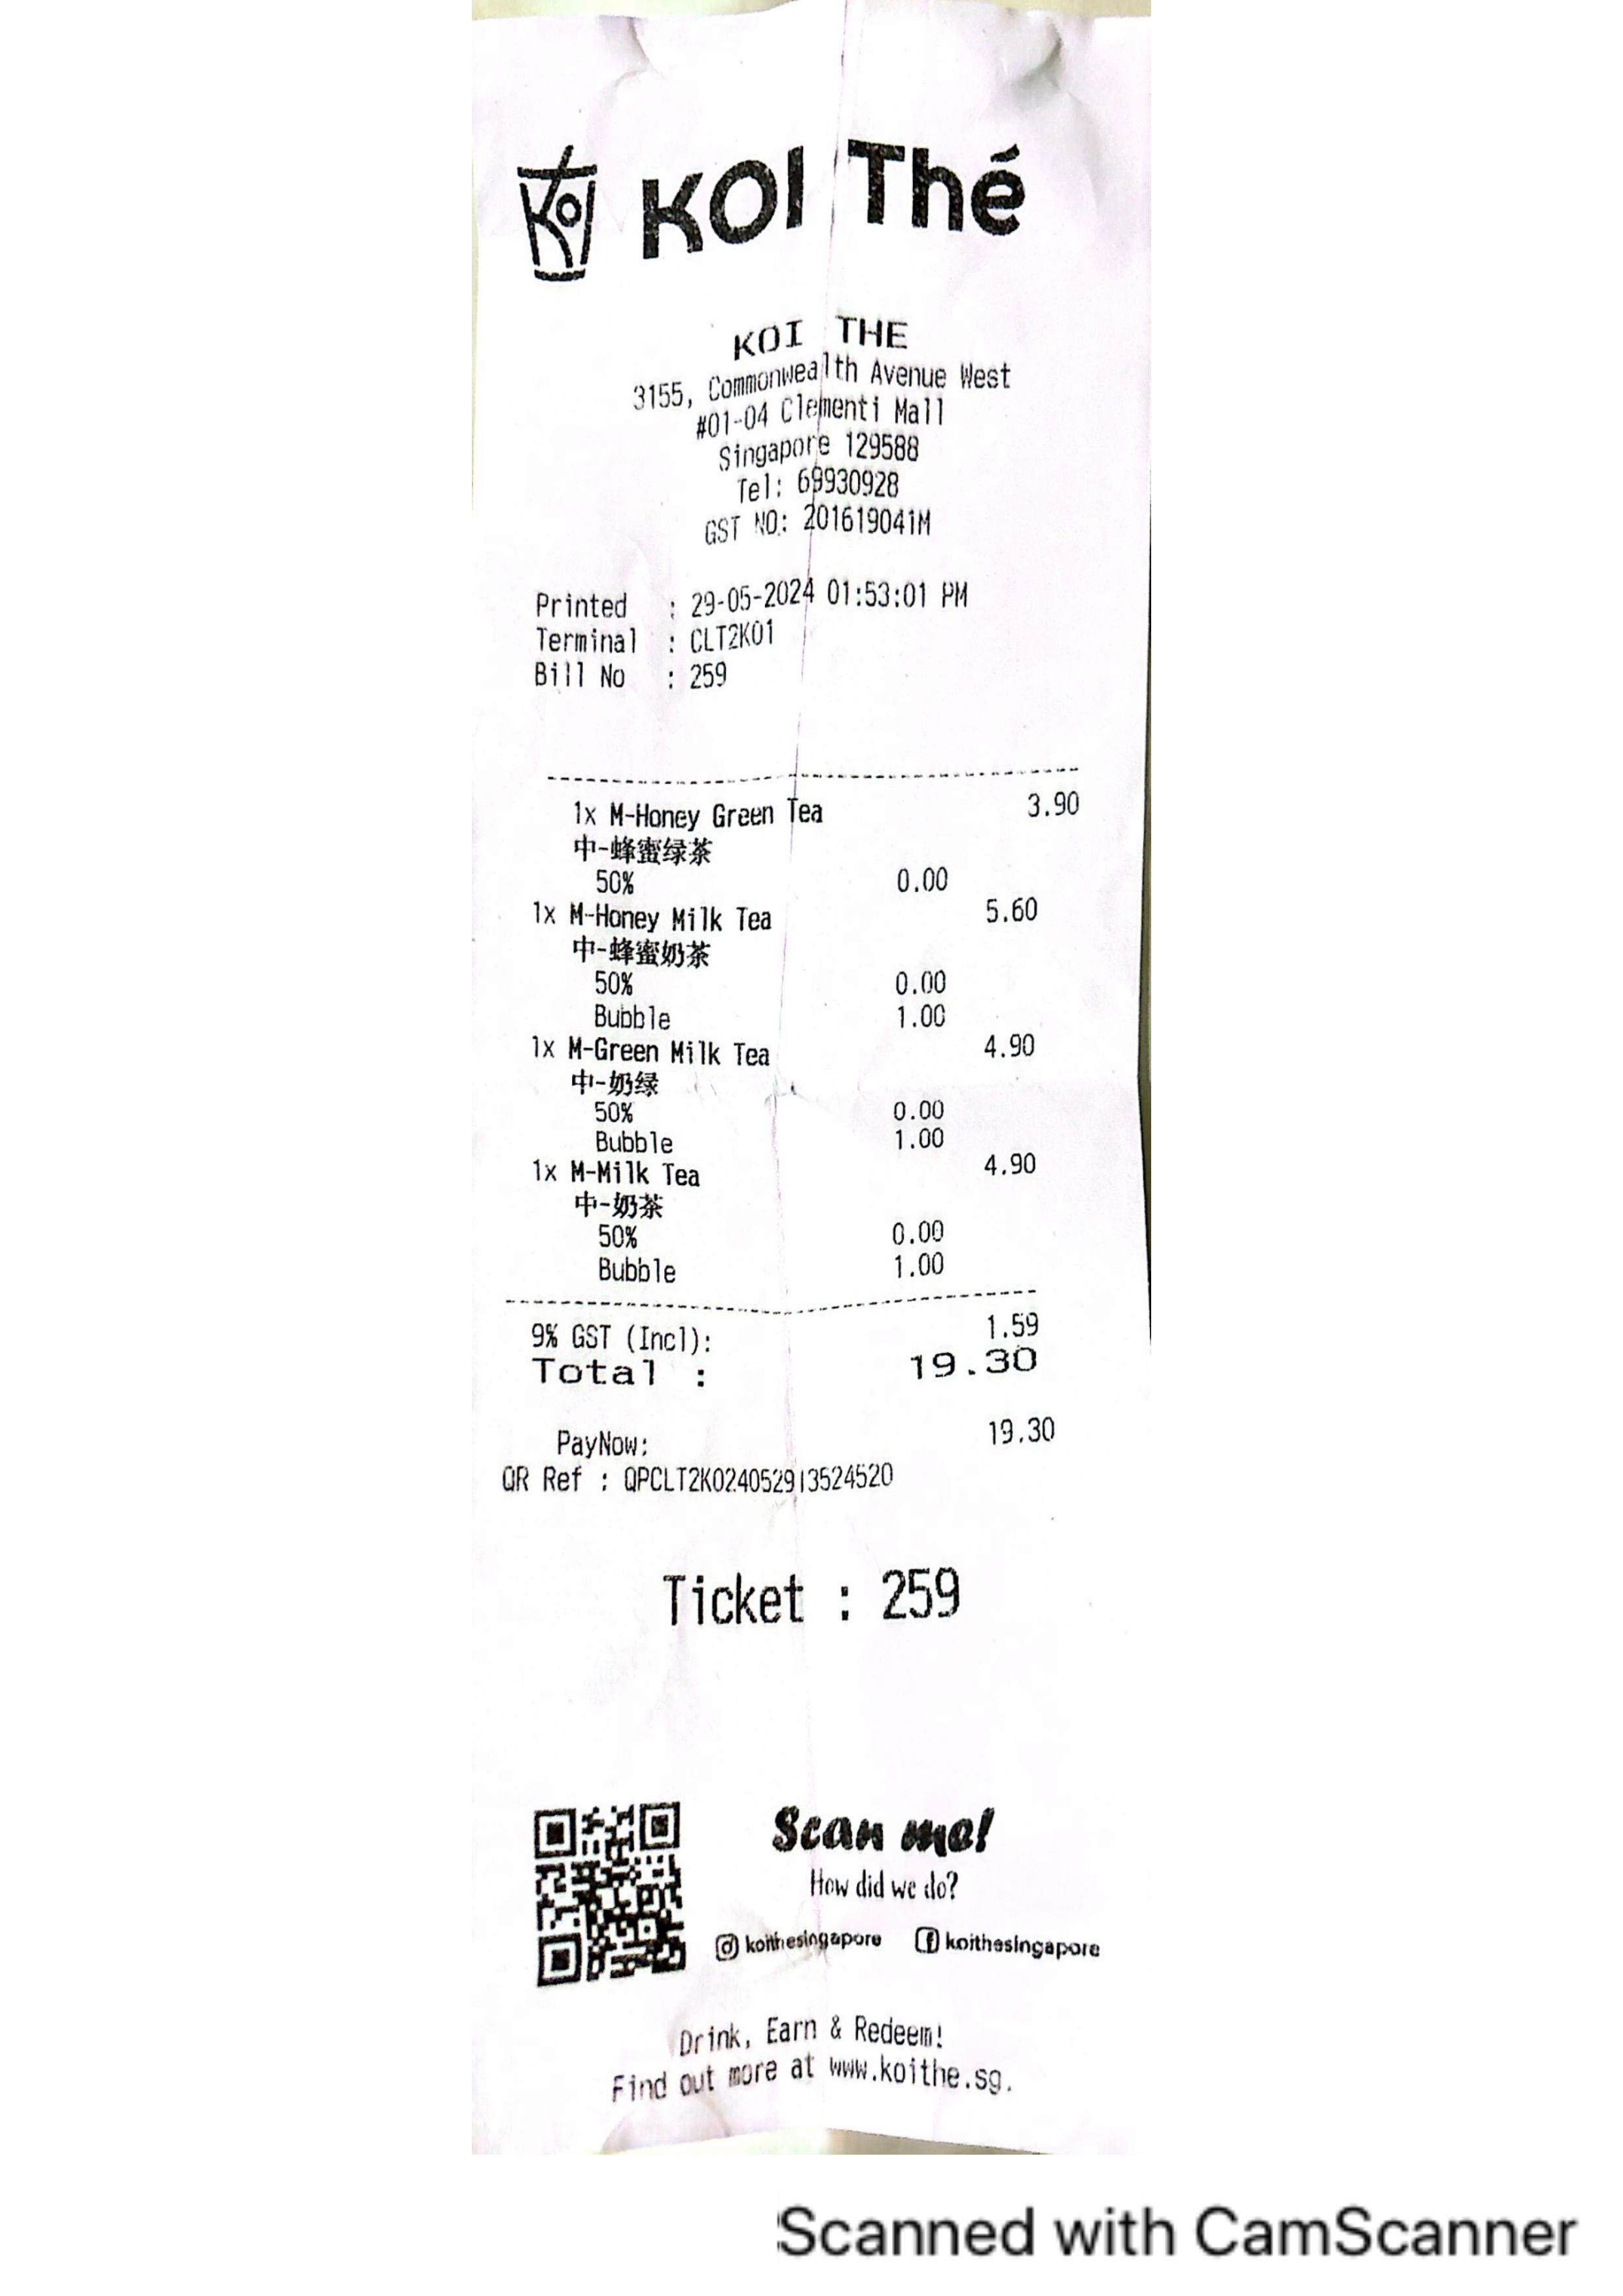 KOI
KOI Thé
KOI THE
3155, Commonwealth Avenue West
#01-04 Clementi Mall
Singapore 129588
Tel: 69930928
GST NO: 201619041M
Printed : 29-05-2024 01:53:01 PM
Terminal : CLT2K01
Bill No : 259
1x M-Honey Green Tea 3.90
中-蜂蜜绿茶
50% 0.00
1x M-Honey Milk Tea 5.60
中-蜂蜜奶茶
50% 0.00
Bubble 1.00
1x M-Green Milk Tea 4.90
中-奶绿
50% 0.00
Bubble 1.00
1x M-Milk Tea 4.90
中-奶茶
50% 0.00
Bubble 1.00
9% GST (Incl): 1.59
Total : 19.30
PayNow: 19.30
QR Ref : QPCLT2K024052913524520
Ticket : 259
Scan me!
How did we do?
koithesingapore koithesingapore
Drink, Earn & Redeem!
Find out more at www.koithe.sg.
Scanned with CamScanner